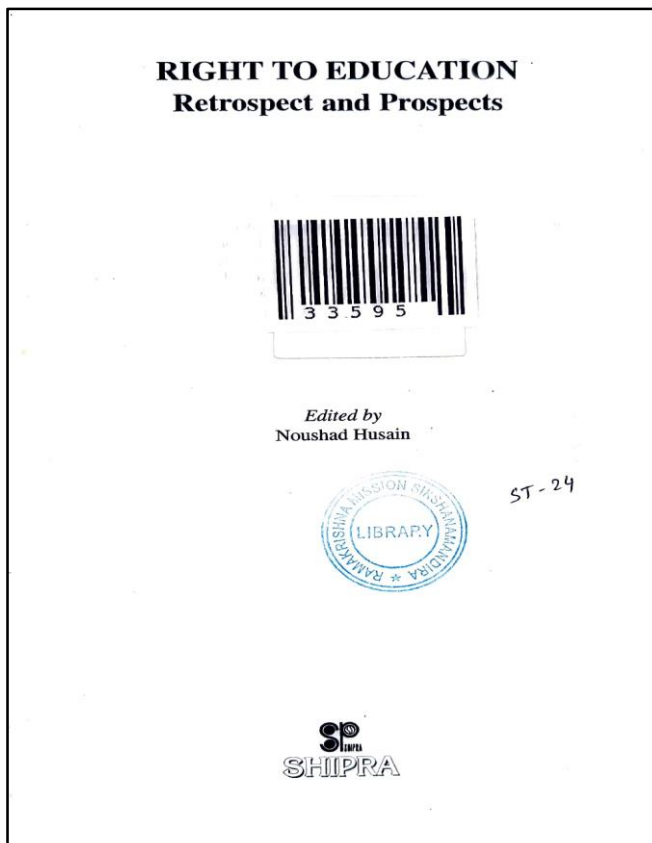 RIGHT TO EDUCATION
Retrospect and Prospects
33595
Edited by
Noushad Husain
RAMAKRISHNA MISSION SIKSHANAMANDIRA
LIBRARY
ST-24
SP
SHIPRA
SHIPRA